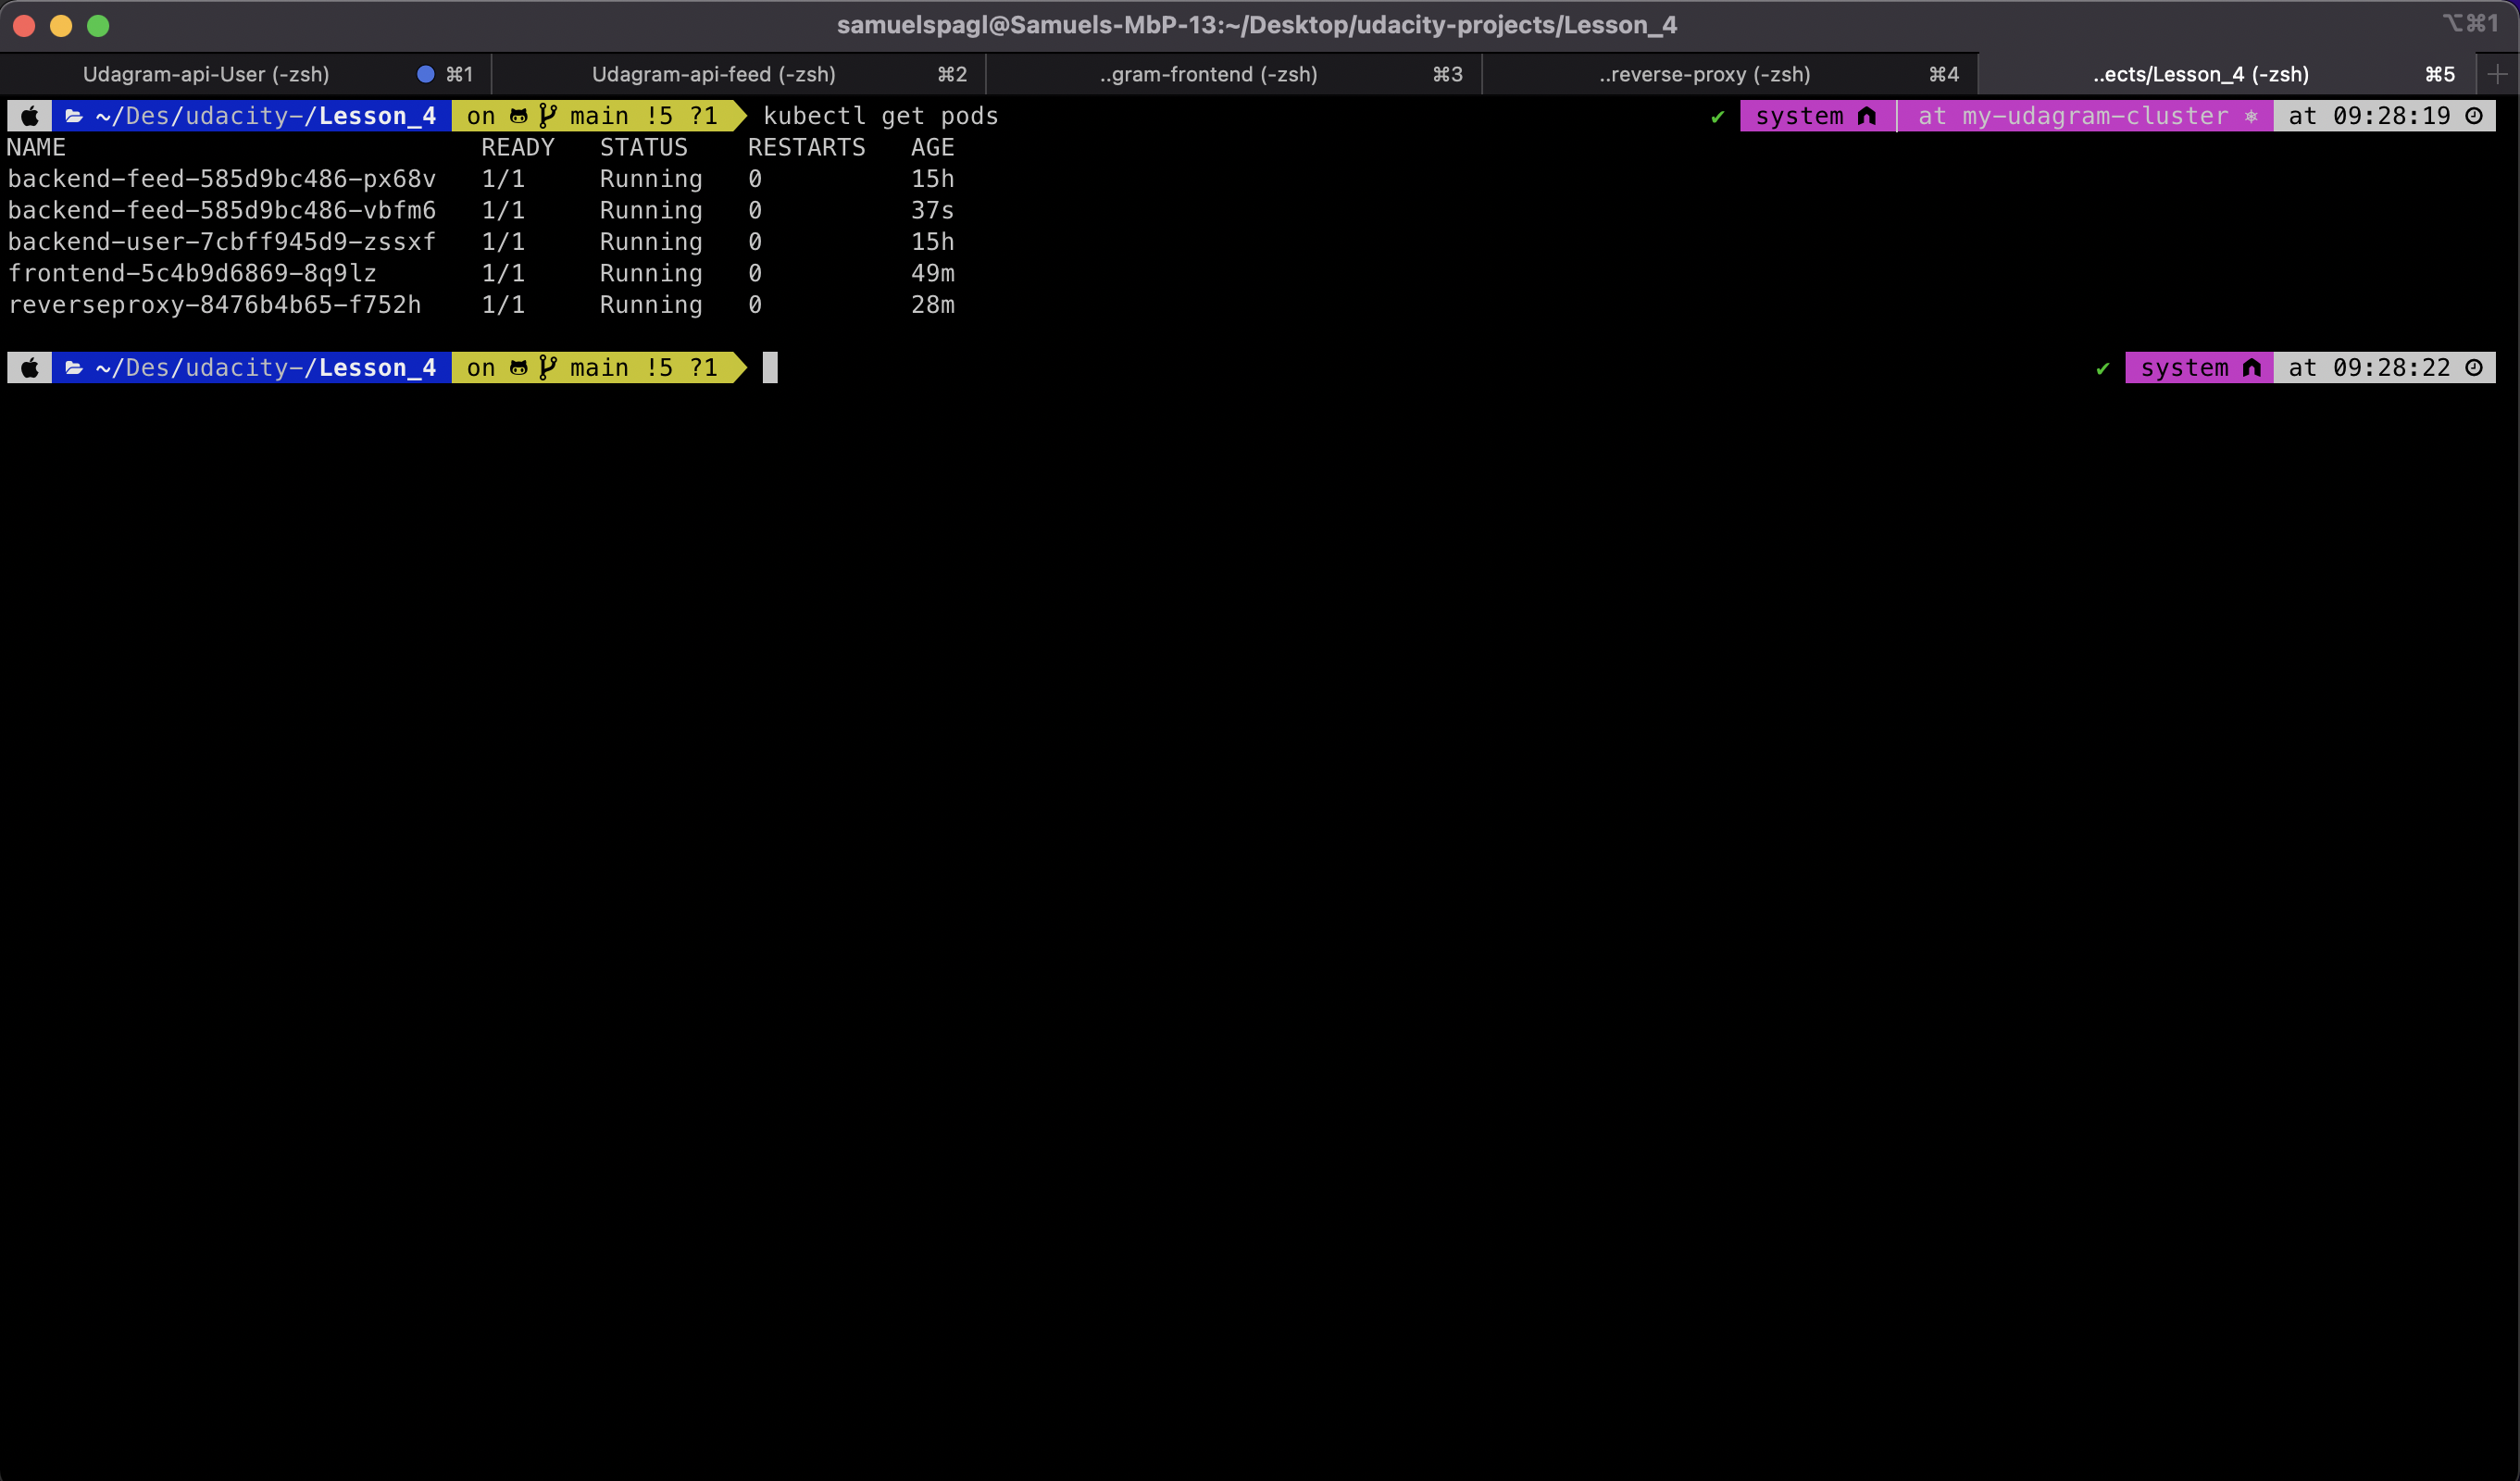 samuelspagl@Samuels-MbP-13:~/Desktop/udacity-projects/Lesson_4 ⌥⌘1
Udagram-api-User (-zsh) ⌘1 Udagram-api-feed (-zsh) ⌘2 ..gram-frontend (-zsh) ⌘3 ..reverse-proxy (-zsh) ⌘4 ..ects/Lesson_4 (-zsh) ⌘5
~/Des/udacity-/Lesson_4 on main !5 ?1 kubectl get pods ✔ system at my-udagram-cluster at 09:28:19
NAME READY STATUS RESTARTS AGE
backend-feed-585d9bc486-px68v 1/1 Running 0 15h
backend-feed-585d9bc486-vbfm6 1/1 Running 0 37s
backend-user-7cbff945d9-zssxf 1/1 Running 0 15h
frontend-5c4b9d6869-8q9lz 1/1 Running 0 49m
reverseproxy-8476b4b65-f752h 1/1 Running 0 28m
~/Des/udacity-/Lesson_4 on main !5 ?1 ✔ system at 09:28:22